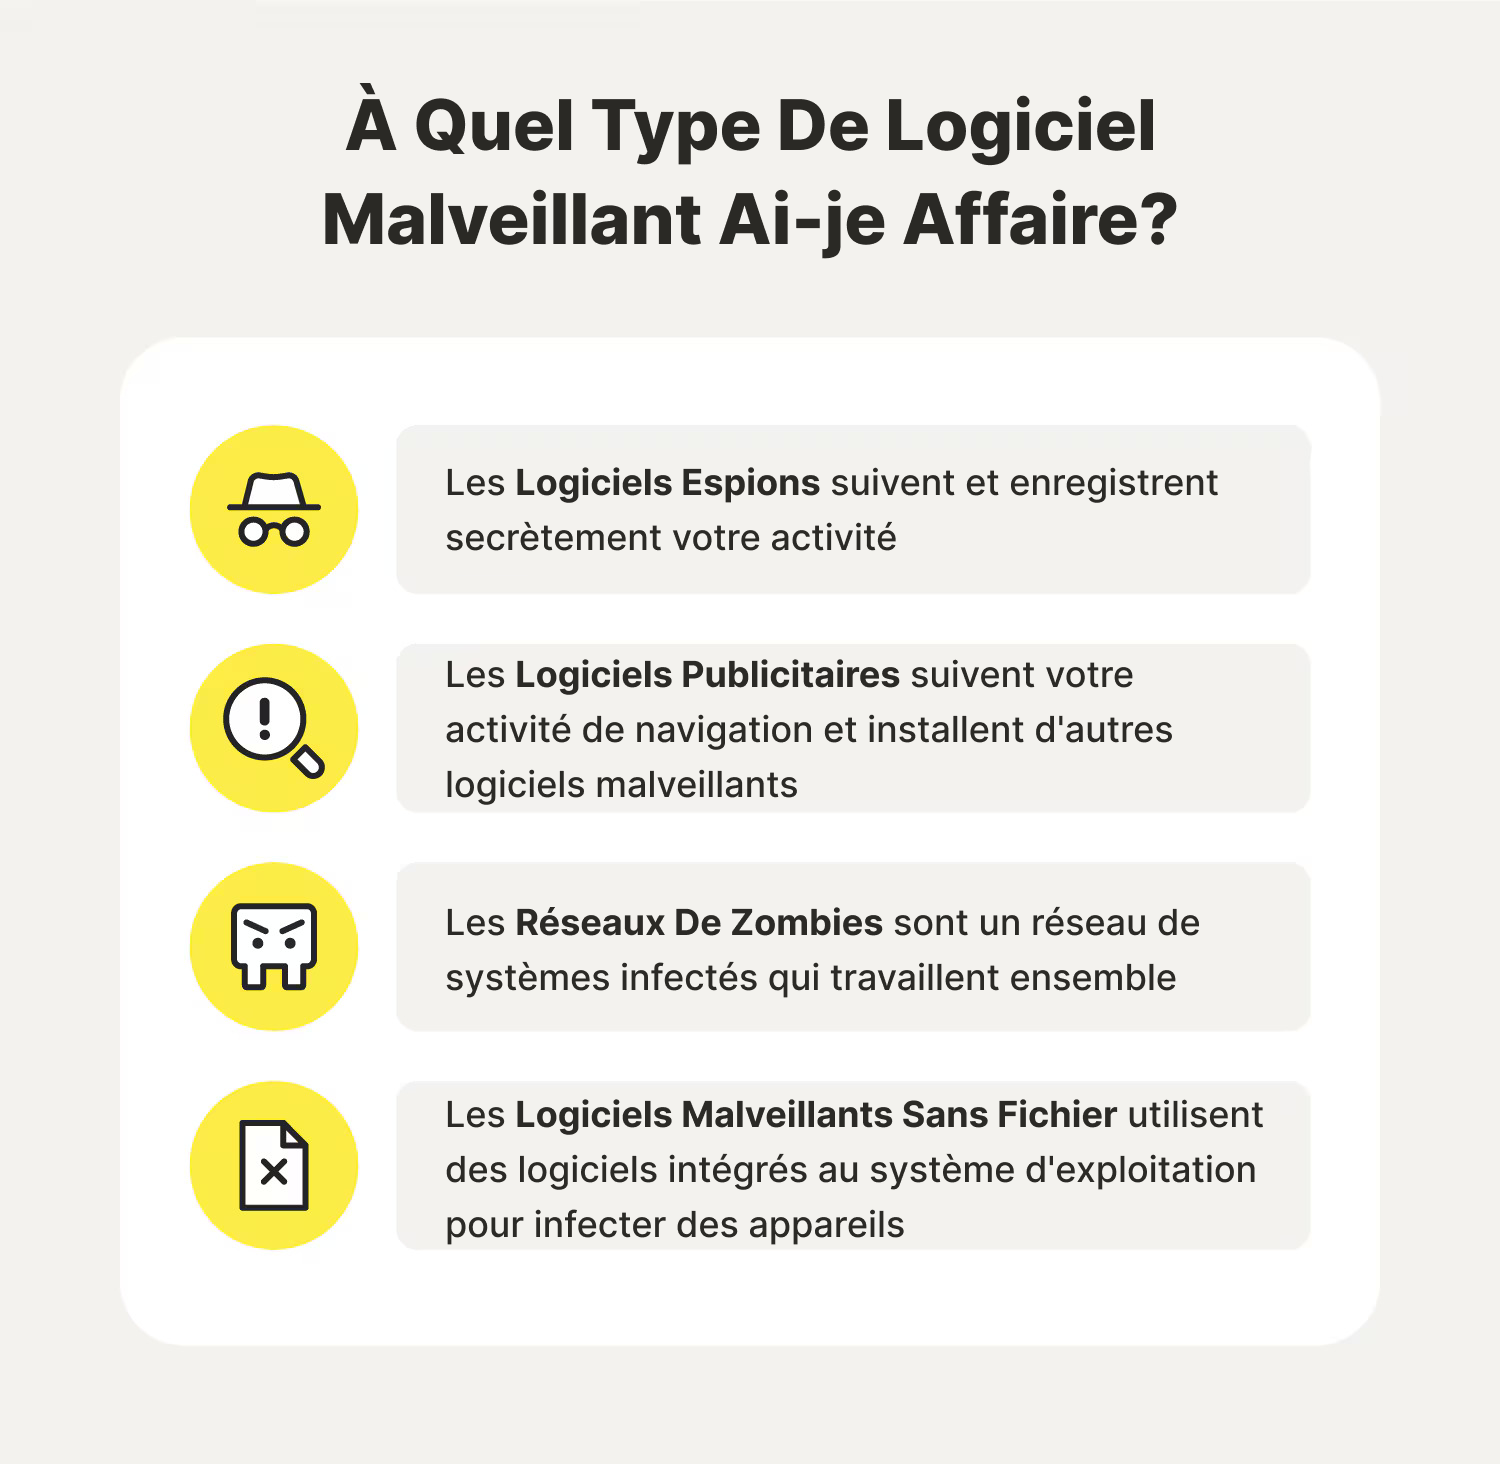 À Quel Type De Logiciel
Malveillant Ai-je Affaire?
Les Logiciels Espions suivent et enregistrent
secrètement votre activité
Les Logiciels Publicitaires suivent votre
activité de navigation et installent d'autres
logiciels malveillants
Les Réseaux De Zombies sont un réseau de
systèmes infectés qui travaillent ensemble
Les Logiciels Malveillants Sans Fichier utilisent
des logiciels intégrés au système d'exploitation
pour infecter des appareils